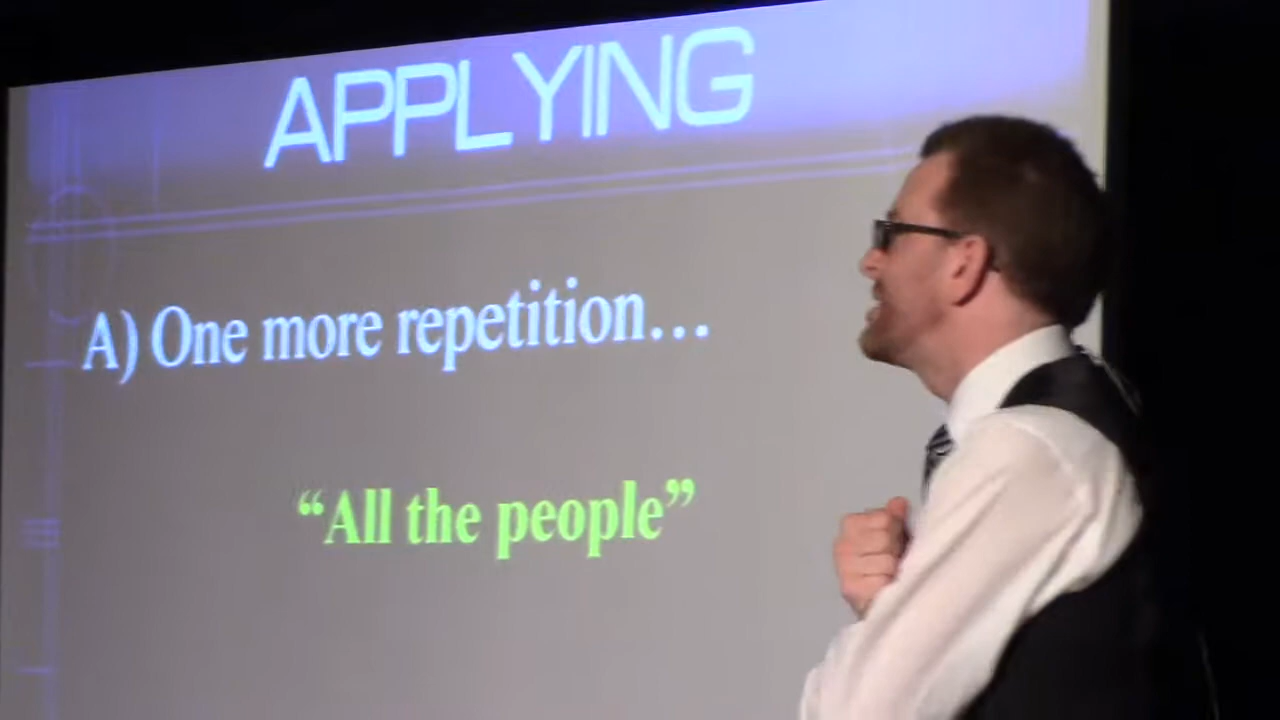 APPLYING
A) One more repetition…
“All the people”